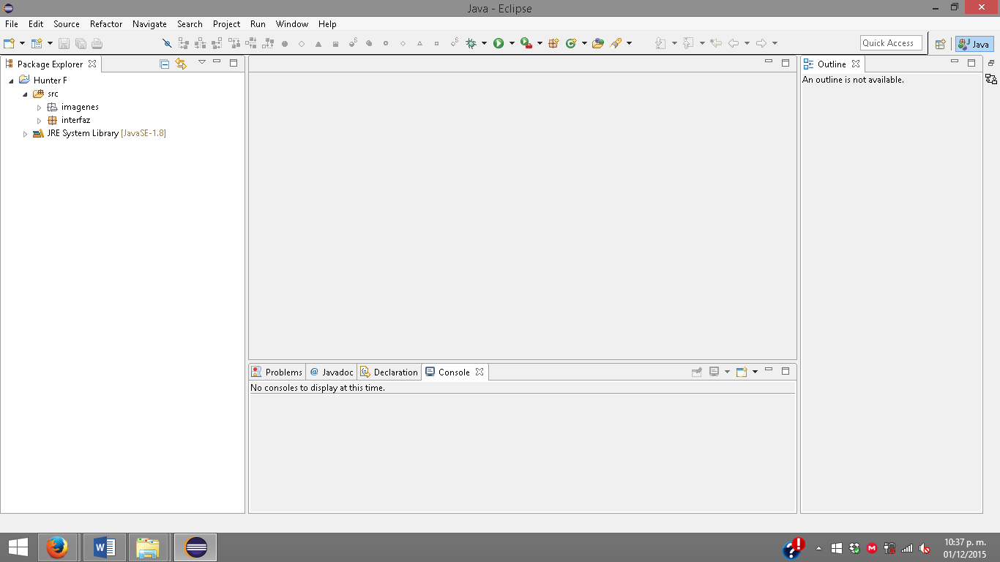 Java - Eclipse
File Edit Source Refactor Navigate Search Project Run Window Help
Quick Access
Java
Package Explorer
Hunter F
src
imagenes
interfaz
JRE System Library [JavaSE-1.8]
Outline
An outline is not available.
Problems
@ Javadoc
Declaration
Console
No consoles to display at this time.
10:37 p. m.
01/12/2015